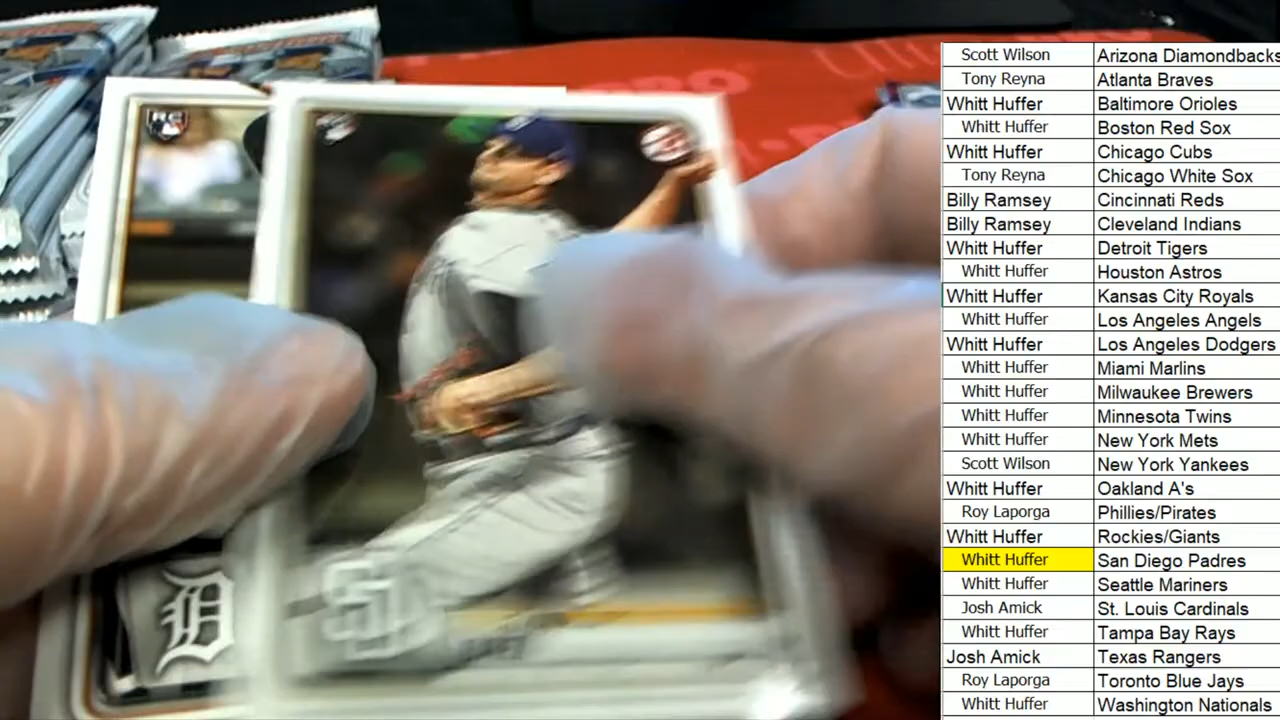 Scott Wilson Arizona Diamondbacks
Tony Reyna Atlanta Braves
Whitt Huffer Baltimore Orioles
Whitt Huffer Boston Red Sox
Whitt Huffer Chicago Cubs
Tony Reyna Chicago White Sox
Billy Ramsey Cincinnati Reds
Billy Ramsey Cleveland Indians
Whitt Huffer Detroit Tigers
Whitt Huffer Houston Astros
Whitt Huffer Kansas City Royals
Whitt Huffer Los Angeles Angels
Whitt Huffer Los Angeles Dodgers
Whitt Huffer Miami Marlins
Whitt Huffer Milwaukee Brewers
Whitt Huffer Minnesota Twins
Whitt Huffer New York Mets
Scott Wilson New York Yankees
Whitt Huffer Oakland A's
Roy Laporga Phillies/Pirates
Whitt Huffer Rockies/Giants
Whitt Huffer San Diego Padres
Whitt Huffer Seattle Mariners
Josh Amick St. Louis Cardinals
Whitt Huffer Tampa Bay Rays
Josh Amick Texas Rangers
Roy Laporga Toronto Blue Jays
Whitt Huffer Washington Nationals
RC
D
SD